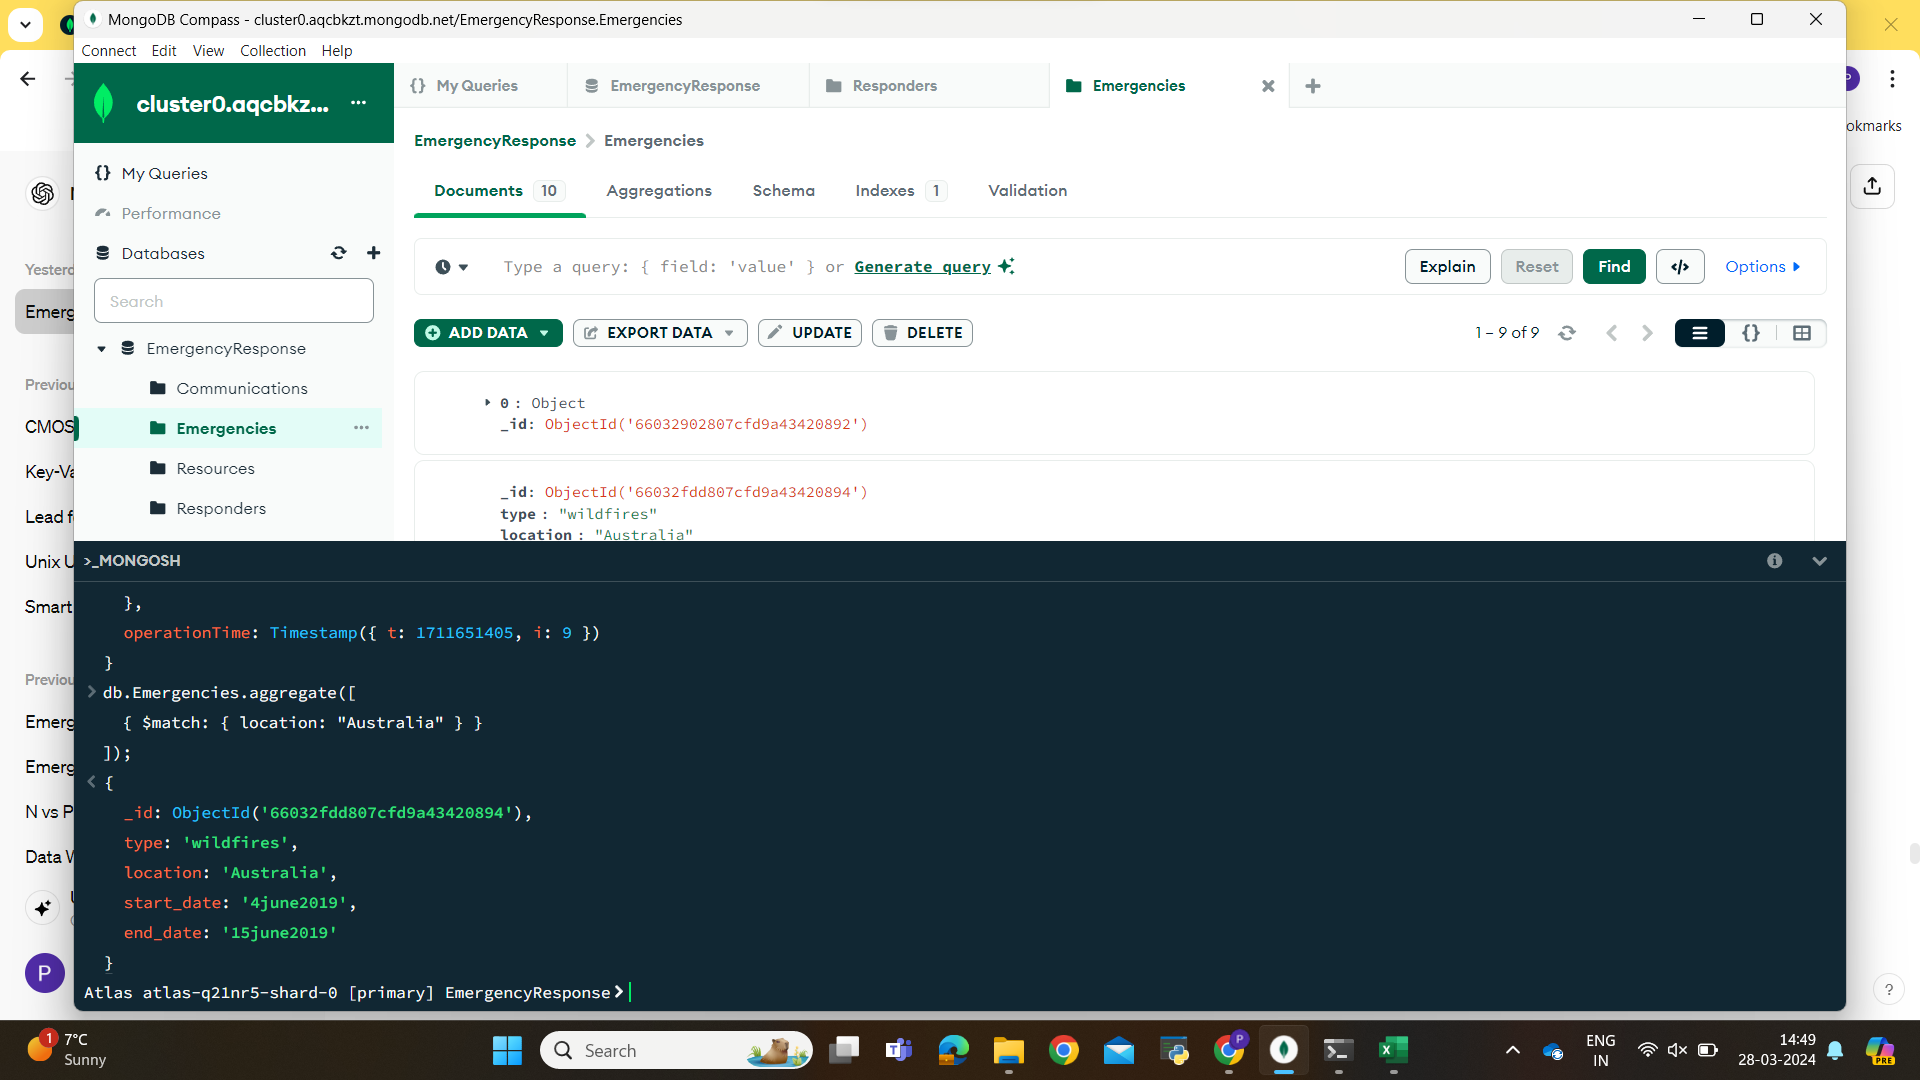 MongoDB Compass - cluster0.aqcbkzt.mongodb.net/EmergencyResponse.Emergencies
Connect Edit View Collection Help
cluster0.aqcbkz... ...
My Queries
EmergencyResponse
Responders
Emergencies
okmarks
EmergencyResponse > Emergencies
My Queries
Performance
Databases
Search
EmergencyResponse
Communications
Emergencies ...
Resources
Responders
Documents 10 Aggregations Schema Indexes 1 Validation
Type a query: { field: 'value' } or Generate query
Explain Reset Find </> Options
ADD DATA EXPORT DATA UPDATE DELETE
1 – 9 of 9
{}
0 : Object
_id: ObjectId('66032902807cfd9a43420892')
_id: ObjectId('66032fdd807cfd9a43420894')
type : "wildfires"
location : "Australia"
Yesterd
Emerg
Previou
CMOS
Key-Va
Lead f
Unix U
Smart
Previou
Emerg
Emerg
N vs P
Data W
P
>_MONGOSH
},
operationTime: Timestamp({ t: 1711651405, i: 9 })
}
> db.Emergencies.aggregate([
{ $match: { location: "Australia" } }
]);
< {
_id: ObjectId('66032fdd807cfd9a43420894'),
type: 'wildfires',
location: 'Australia',
start_date: '4june2019',
end_date: '15june2019'
}
Atlas atlas-q21nr5-shard-0 [primary] EmergencyResponse>
?
1
7°C
Sunny
Search
P
ENG
IN
14:49
28-03-2024
PRE